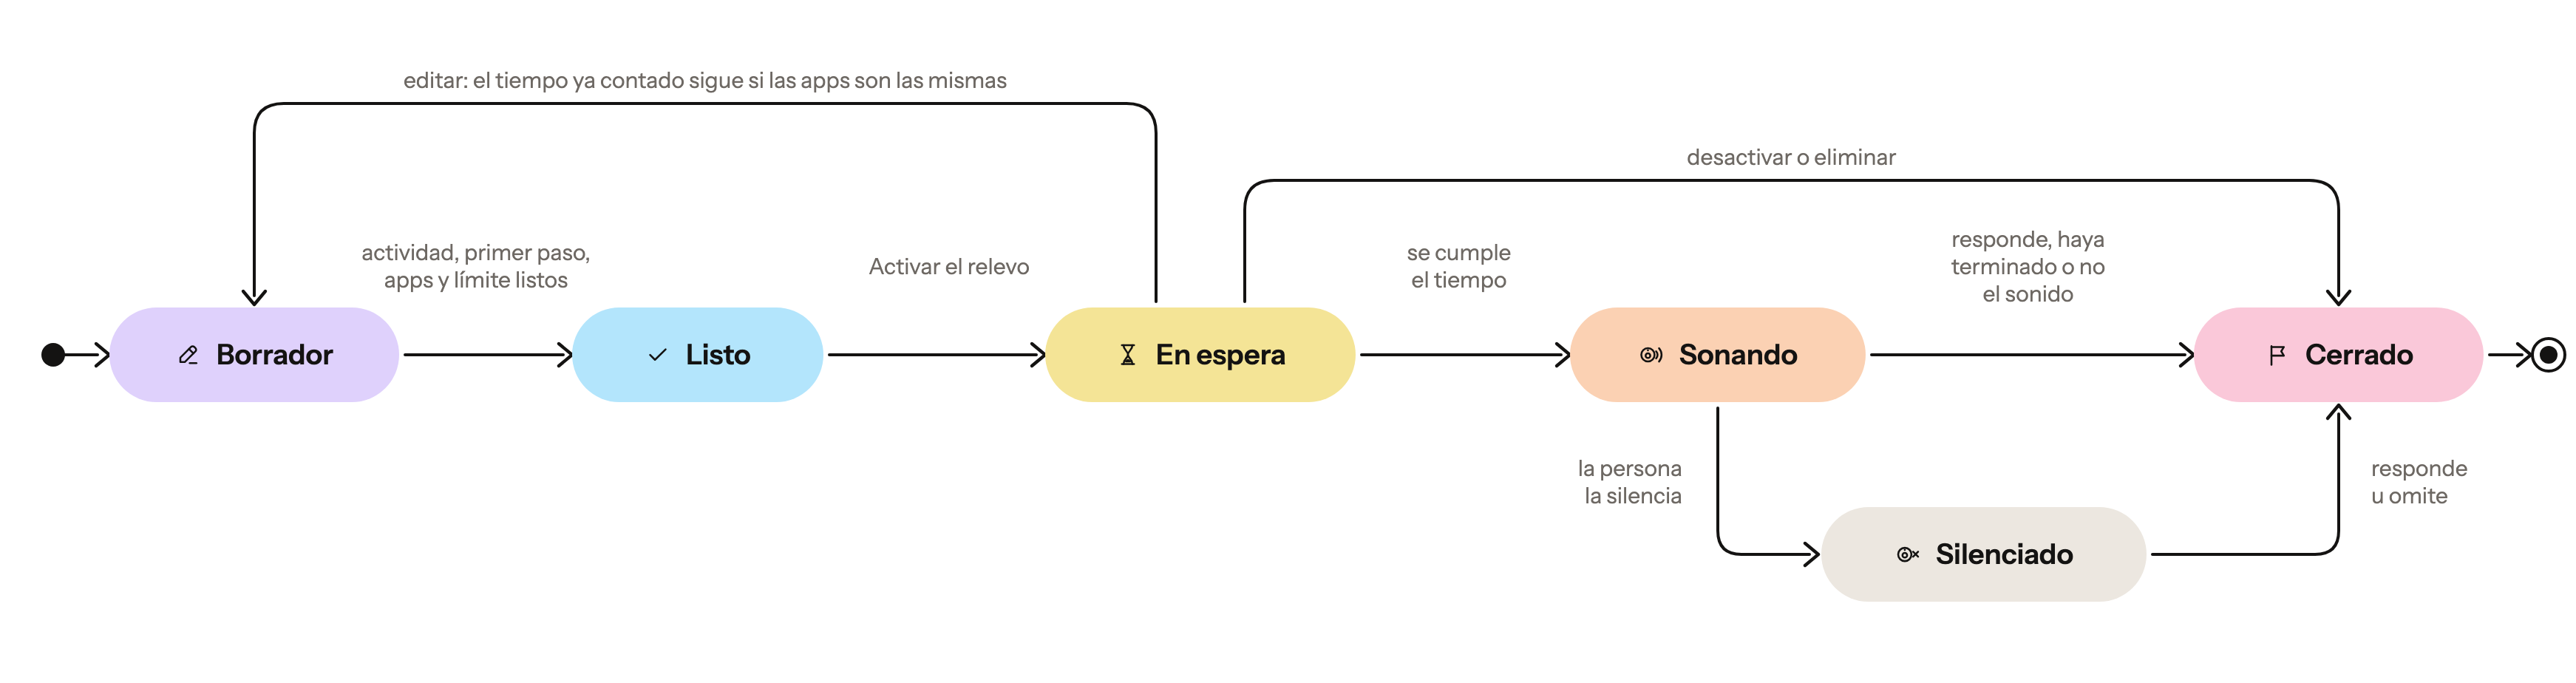 editar: el tiempo ya contado sigue si las apps son las mismas
desactivar o eliminar
actividad, primer paso,
apps y límite listos
Activar el relevo
se cumple
el tiempo
responde, haya
terminado o no
el sonido
Borrador
Listo
En espera
Sonando
Cerrado
la persona
la silencia
responde
u omite
Silenciado